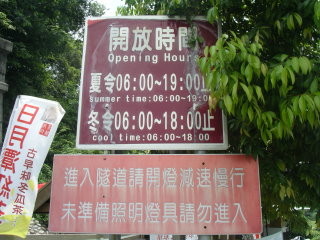 開放時間
Opening Hours
夏令06:00~19:00止
summer time:06:00~19:00
冬令06:00~18:00止
cool time:06:00~18:00
進入隧道請開燈減速慢行
未準備照明燈具請勿進入
日月潭紅茶
古早味冬瓜茶